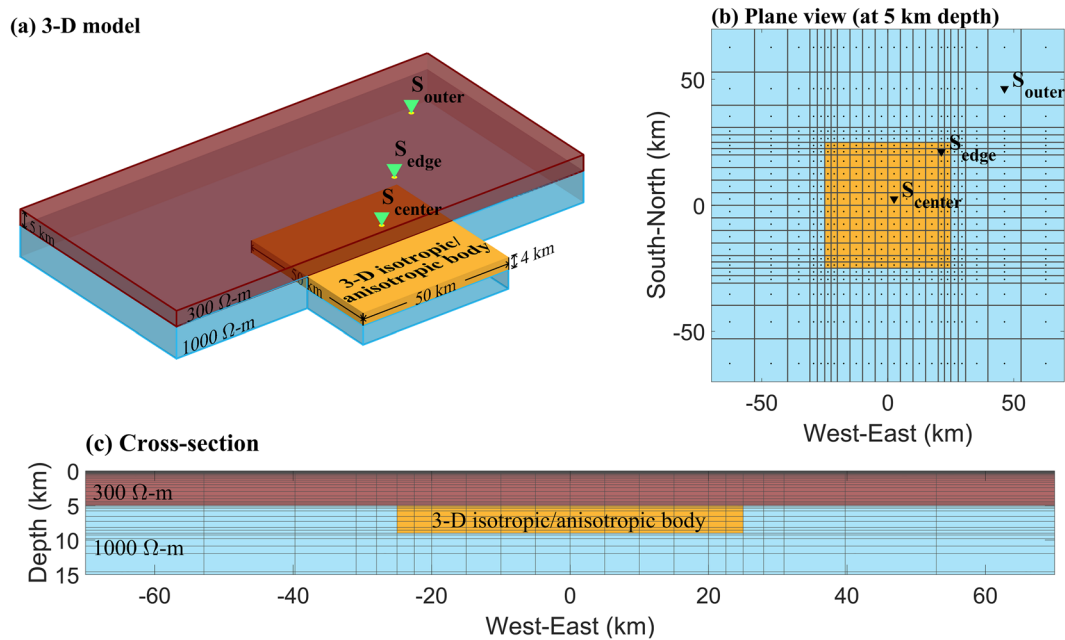 (a) 3-D model
S outer
S edge
S center
5 km
300 Ω-m
1000 Ω-m
3-D isotropic/
anisotropic body
50 km
50 km
4 km
(b) Plane view (at 5 km depth)
S outer
S edge
S center
50
0
-50
South-North (km)
-50 0 50
West-East (km)
(c) Cross-section
0
5
10
15
Depth (km)
300 Ω-m
3-D isotropic/anisotropic body
1000 Ω-m
-60 -40 -20 0 20 40 60
West-East (km)